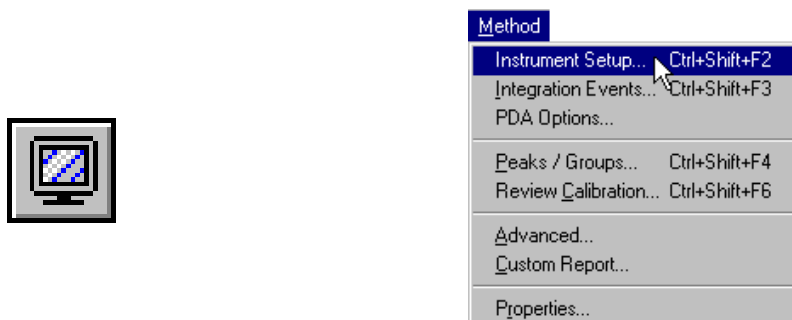 Method
Instrument Setup... Ctrl+Shift+F2
Integration Events... Ctrl+Shift+F3
PDA Options...
Peaks / Groups... Ctrl+Shift+F4
Review Calibration... Ctrl+Shift+F6
Advanced...
Custom Report...
Properties...